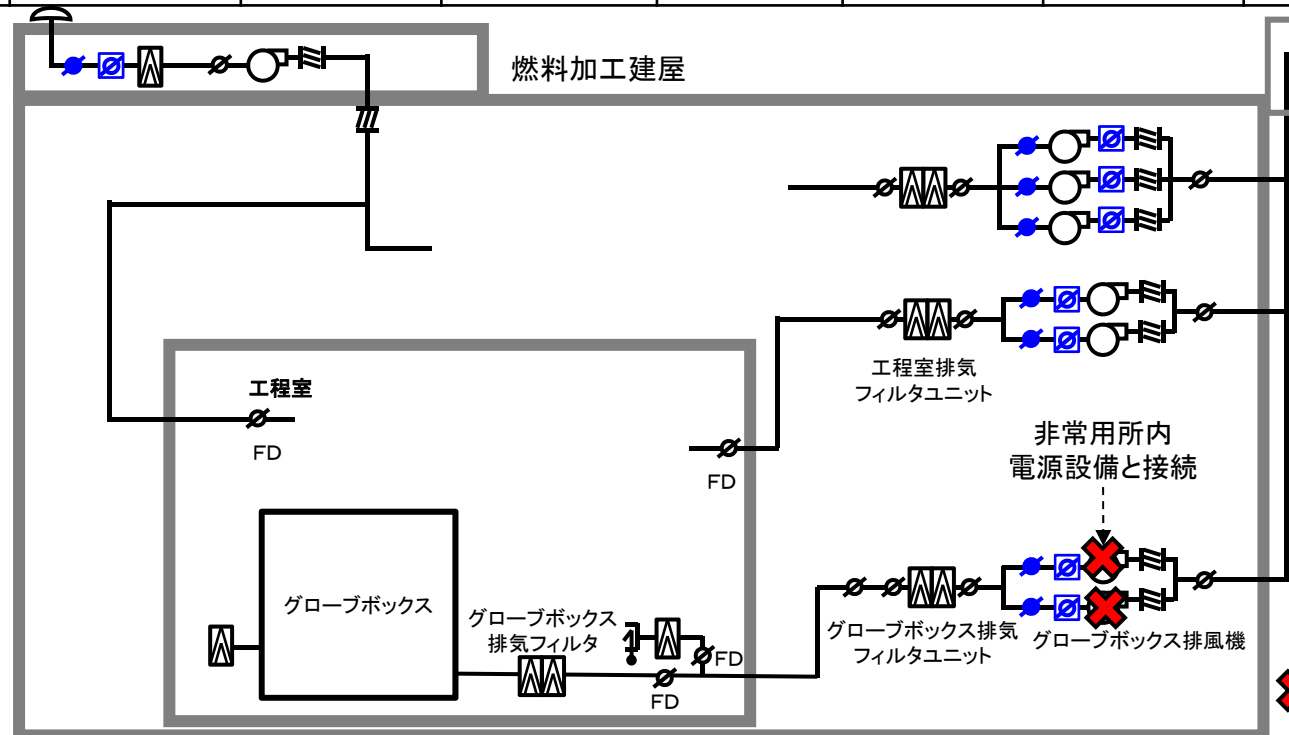 燃料加工建屋
工程室排気
フィルタユニット
工程室
FD
FD
非常用所内
電源設備と接続
グローブボックス
グローブボックス
排気フィルタ
FD
FD
グローブボックス排気
フィルタユニット
グローブボックス排風機